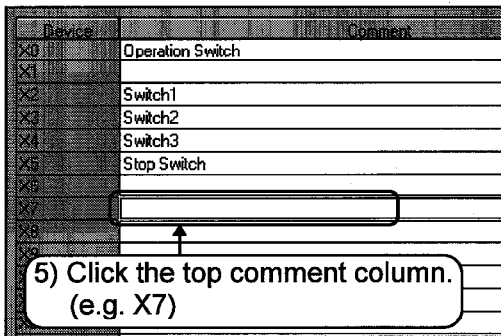 Device Comment
X0 Operation Switch
X1
X2 Switch1
X3 Switch2
X4 Switch3
X5 Stop Switch
X6
X7
X8
5) Click the top comment column.
(e.g. X7)